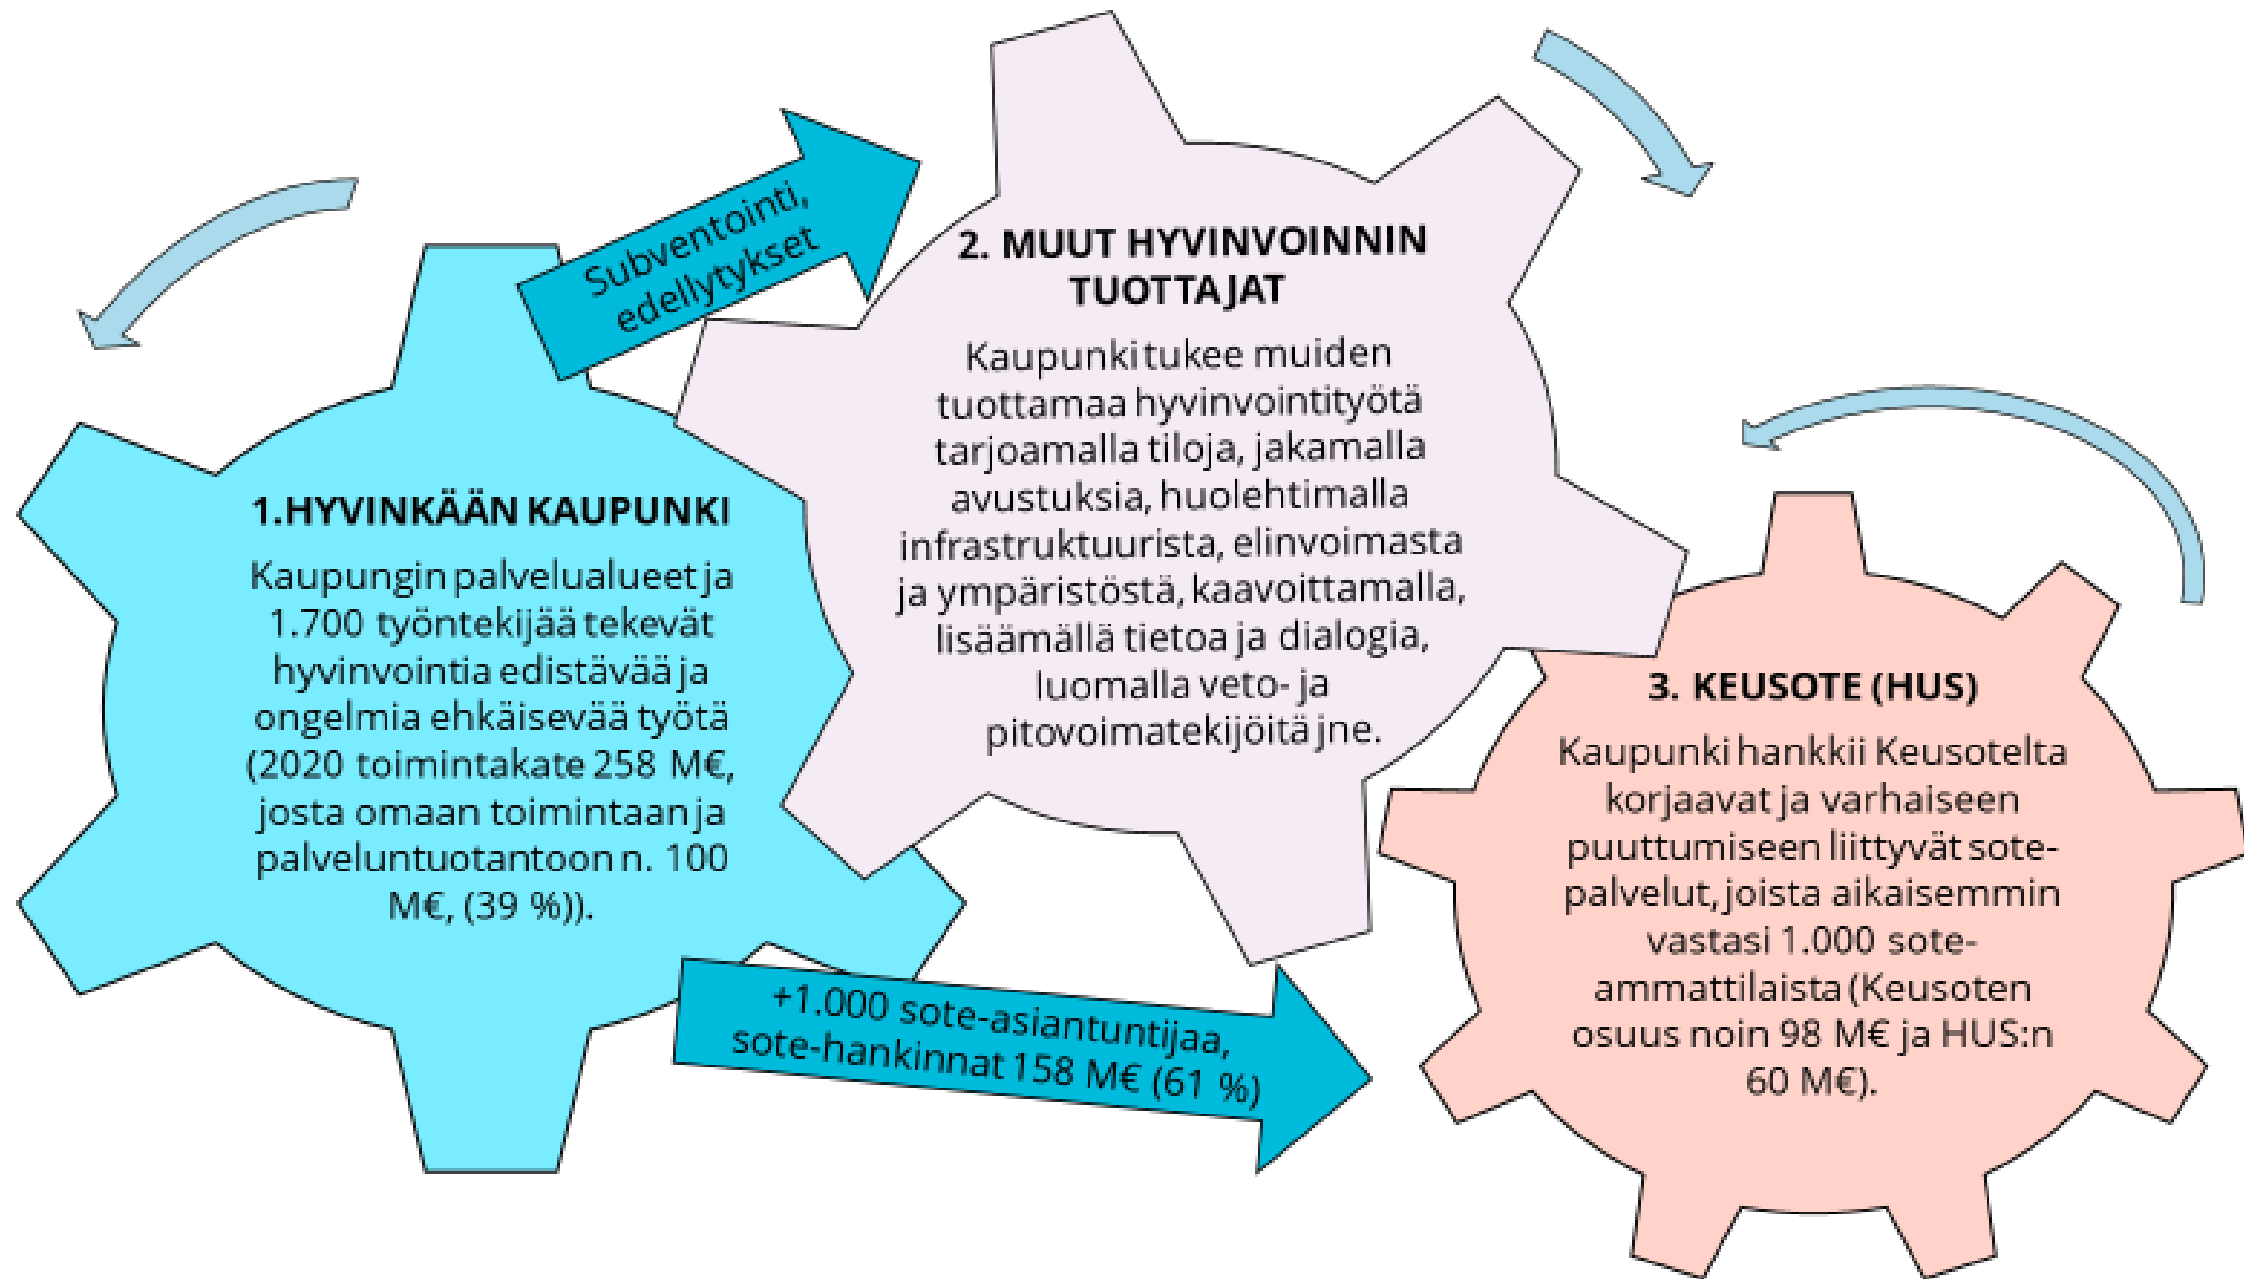 Subventointi,
edellytykset
1.HYVINKÄÄN KAUPUNKI
Kaupungin palvelualueet ja
1.700 työntekijää tekevät
hyvinvointia edistävää ja
ongelmia ehkäisevää työtä
(2020 toimintakate 258 M€,
josta omaan toimintaan ja
palveluntuotantoon n. 100
M€, (39 %)).
2. MUUT HYVINVOINNIN
TUOTTAJAT
Kaupunki tukee muiden
tuottamaa hyvinvointityötä
tarjoamalla tiloja, jakamalla
avustuksia, huolehtimalla
infrastruktuurista, elinvoimasta
ja ympäristöstä, kaavoittamalla,
lisäämällä tietoa ja dialogia,
luomalla veto- ja
pitovoimatekijöitä jne.
+1.000 sote-asiantuntijaa,
sote-hankinnat 158 M€ (61 %)
3. KEUSOTE (HUS)
Kaupunki hankkii Keusotelta
korjaavat ja varhaiseen
puuttumiseen liittyvät sote-
palvelut, joista aikaisemmin
vastasi 1.000 sote-
ammattilaista (Keusoten
osuus noin 98 M€ ja HUS:n
60 M€).